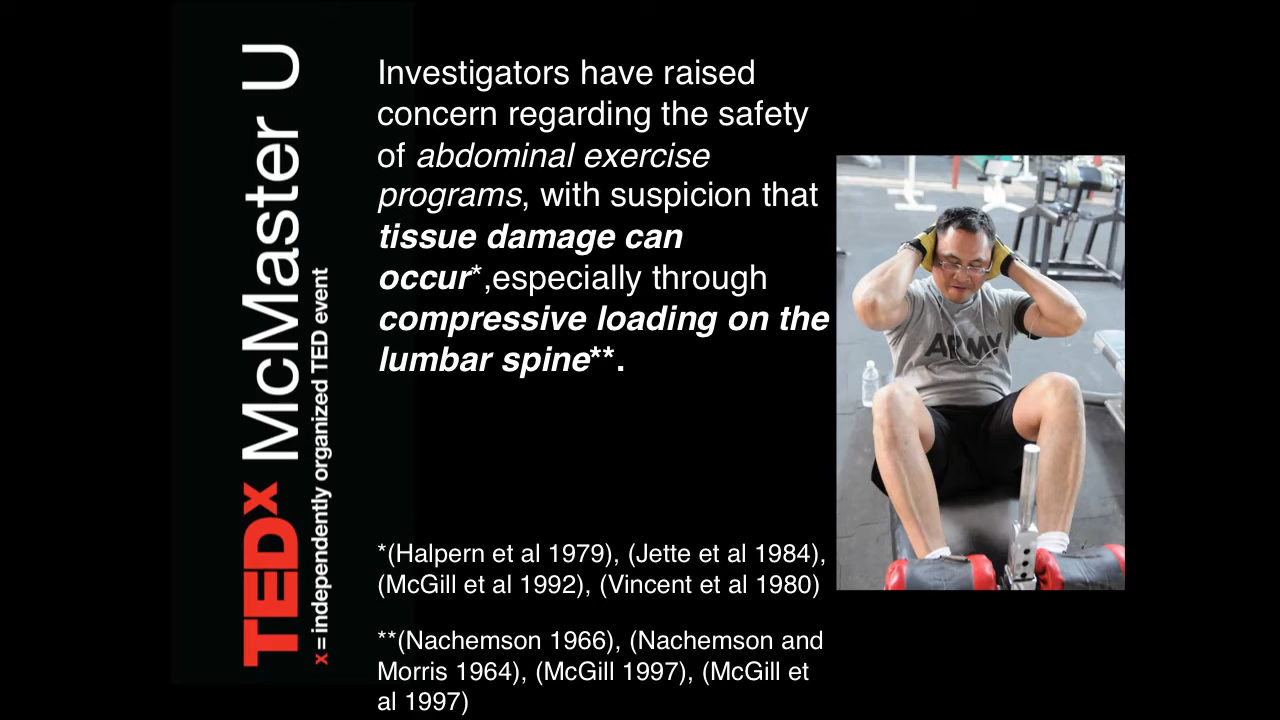 TEDx McMaster U
x = independently organized TED event
Investigators have raised
concern regarding the safety
of abdominal exercise
programs, with suspicion that
tissue damage can
occur*,especially through
compressive loading on the
lumbar spine**.
*(Halpern et al 1979), (Jette et al 1984),
(McGill et al 1992), (Vincent et al 1980)
**(Nachemson 1966), (Nachemson and
Morris 1964), (McGill 1997), (McGill et
al 1997)
ARMY